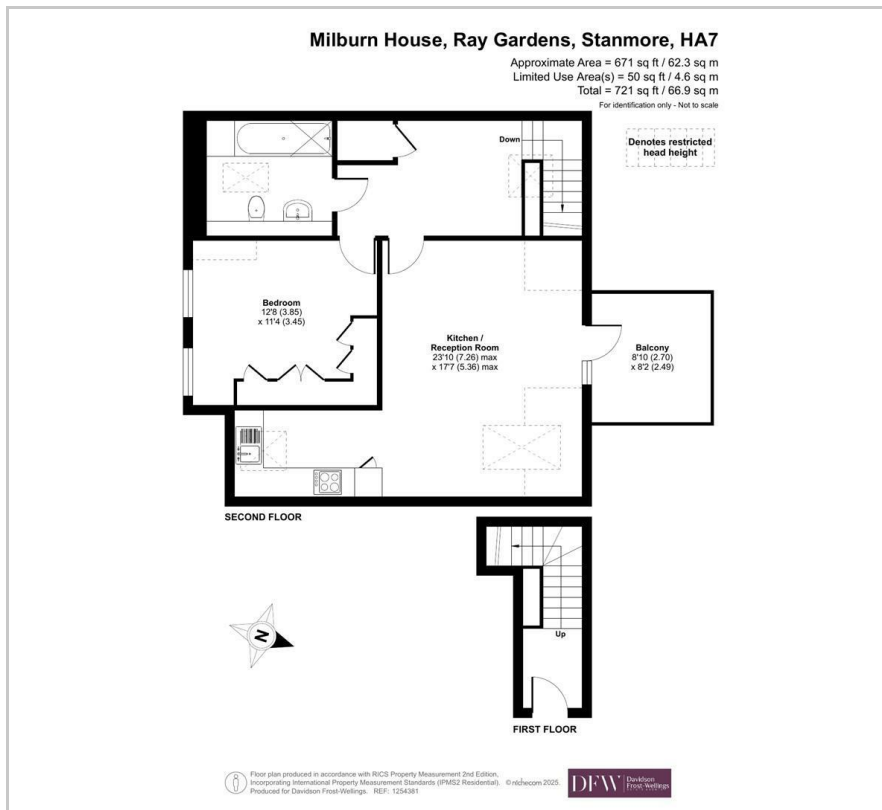 Milburn House, Ray Gardens, Stanmore, HA7
Approximate Area = 671 sq ft / 62.3 sq m
Limited Use Area(s) = 50 sq ft / 4.6 sq m
Total = 721 sq ft / 66.9 sq m
For identification only - Not to scale
Denotes restricted
head height
Down
Bedroom
12'8 (3.85)
x 11'4 (3.45)
Kitchen /
Reception Room
23'10 (7.26) max
x 17'7 (5.36) max
Balcony
8'10 (2.70)
x 8'2 (2.49)
SECOND FLOOR
N
Up
FIRST FLOOR
Floor plan produced in accordance with RICS Property Measurement 2nd Edition,
Incorporating International Property Measurement Standards (IPMS2 Residential). © nichecom 2025.
Produced for Davidson Frost-Wellings. REF: 1254381
DFW
Davidson
Frost-Wellings